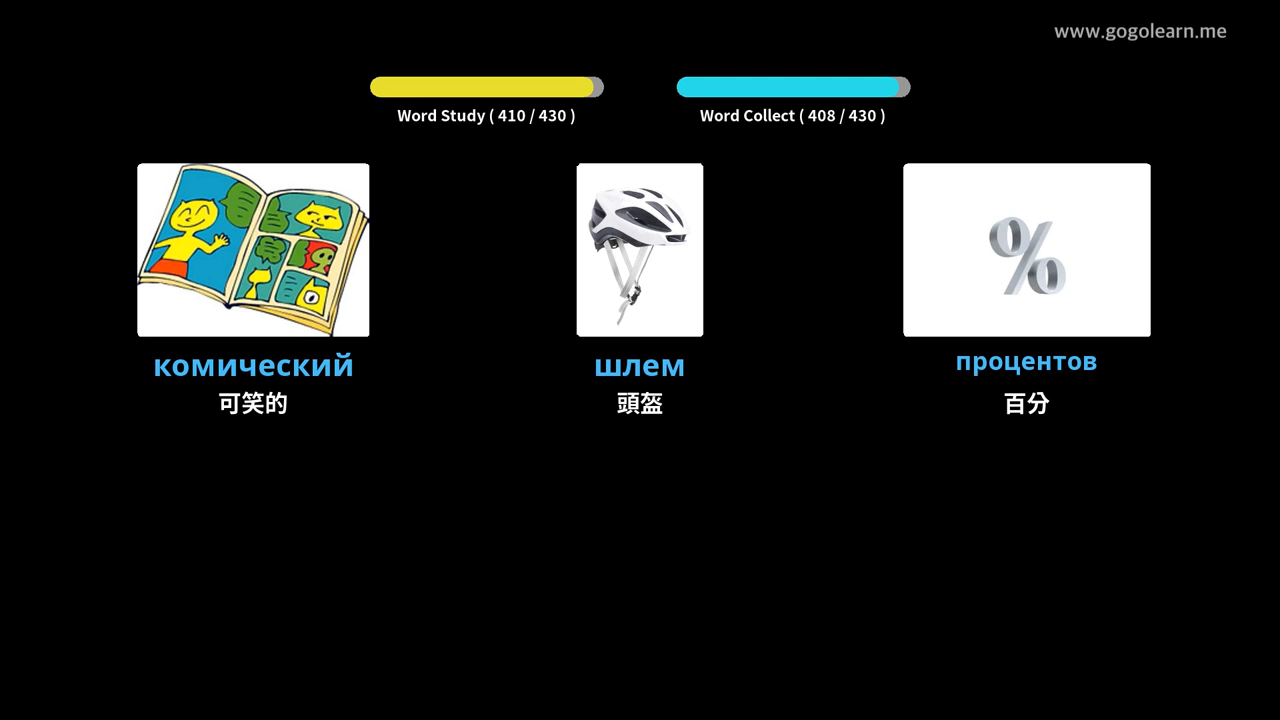 www.gogolearn.me
Word Study ( 410 / 430 )
Word Collect ( 408 / 430 )
%
комический
шлем
процентов
可笑的
頭盔
百分